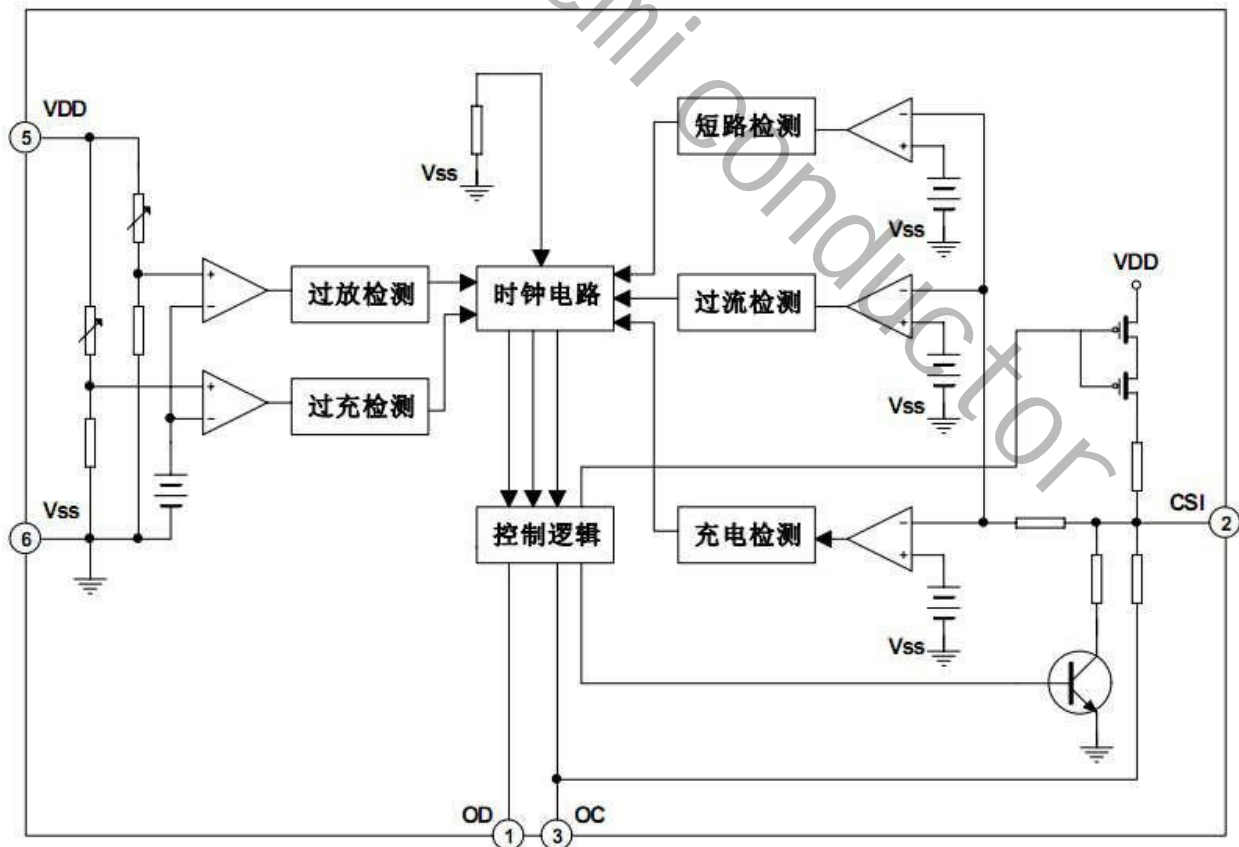 emi conductor
VDD
5
Vss
短路检测
-
+
Vss
VDD
+
-
过放检测
时钟电路
过流检测
-
+
Vss
+
-
过充检测
Vss
6
控制逻辑
充电检测
-
+
Vss
CSI
2
OD
1
3
OC